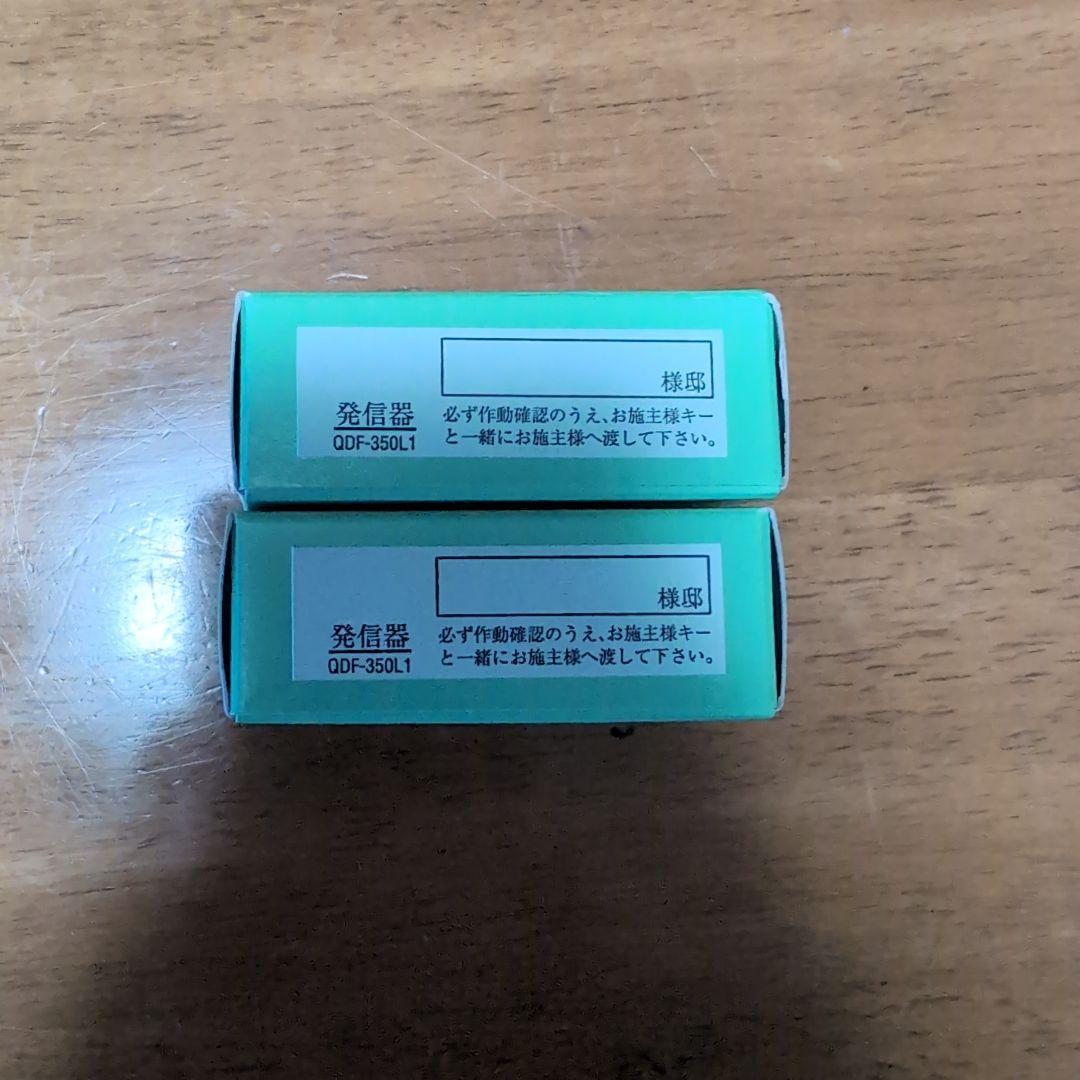 様邸
発信器
QDF-350L1
必ず作動確認のうえ、お施主様キー
と一緒にお施主様へ渡して下さい。
様邸
発信器
QDF-350L1
必ず作動確認のうえ、お施主様キー
と一緒にお施主様へ渡して下さい。